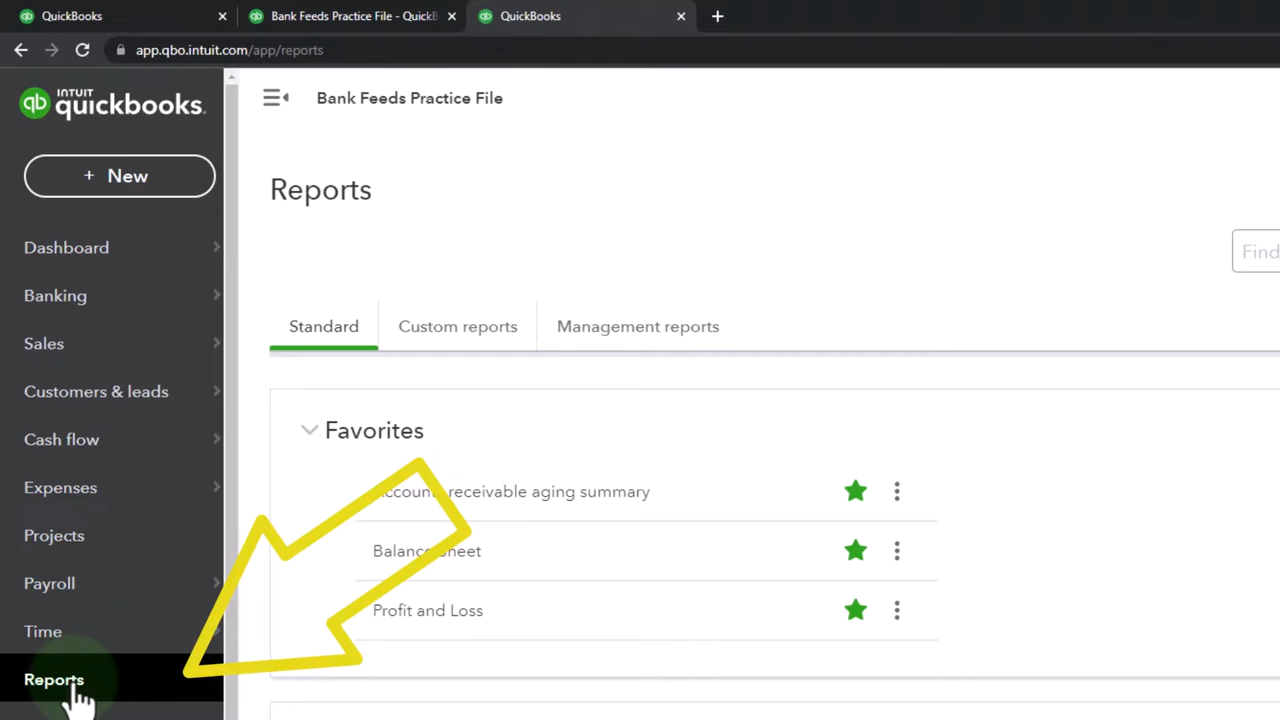 QuickBooks
Bank Feeds Practice File - QuickB
QuickBooks
app.qbo.intuit.com/app/reports
INTUIT
quickbooks.
Bank Feeds Practice File
+ New
Reports
Dashboard
Banking
Find
Sales
Standard
Custom reports
Management reports
Customers & leads
Favorites
Cash flow
Expenses
Accounts receivable aging summary
Projects
Balance Sheet
Payroll
Profit and Loss
Time
Reports